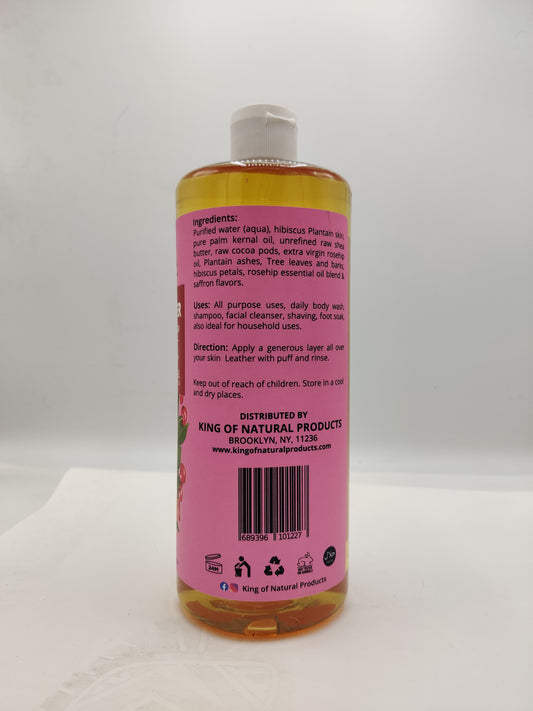 Ingredients:
Purified water (aqua), hibiscus Plantain skin,
pure palm kernal oil, unrefined raw shea
butter, raw cocoa pods, extra virgin rosehip
oil, Plantain ashes, Tree leaves and barks,
hibiscus petals, rosehip essential oil blend &
saffron flavors.
Uses: All purpose uses, daily body wash,
shampoo, facial cleanser, shaving, foot soak,
also ideal for household uses.
Direction: Apply a generous layer all over
your skin Leather with puff and rinse.
Keep out of reach of children. Store in a cool
and dry places.
DISTRIBUTED BY
KING OF NATURAL PRODUCTS
BROOKLYN, NY, 11236
www.kingofnaturalproducts.com
689396 101227
24M
King of Natural Products